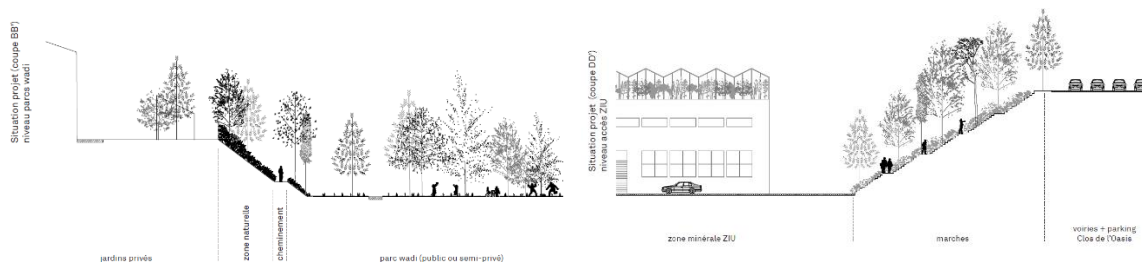 Situation projet (coupe BB')
niveau paros wadi
jardins privés
zone naturelle
cheminement
parc wadi (public ou semi-privé)
Situation projet (coupe DD')
niveau accès ZIU
zone minérale ZIU
marches
voiries + parking
Clos de l'Oasis